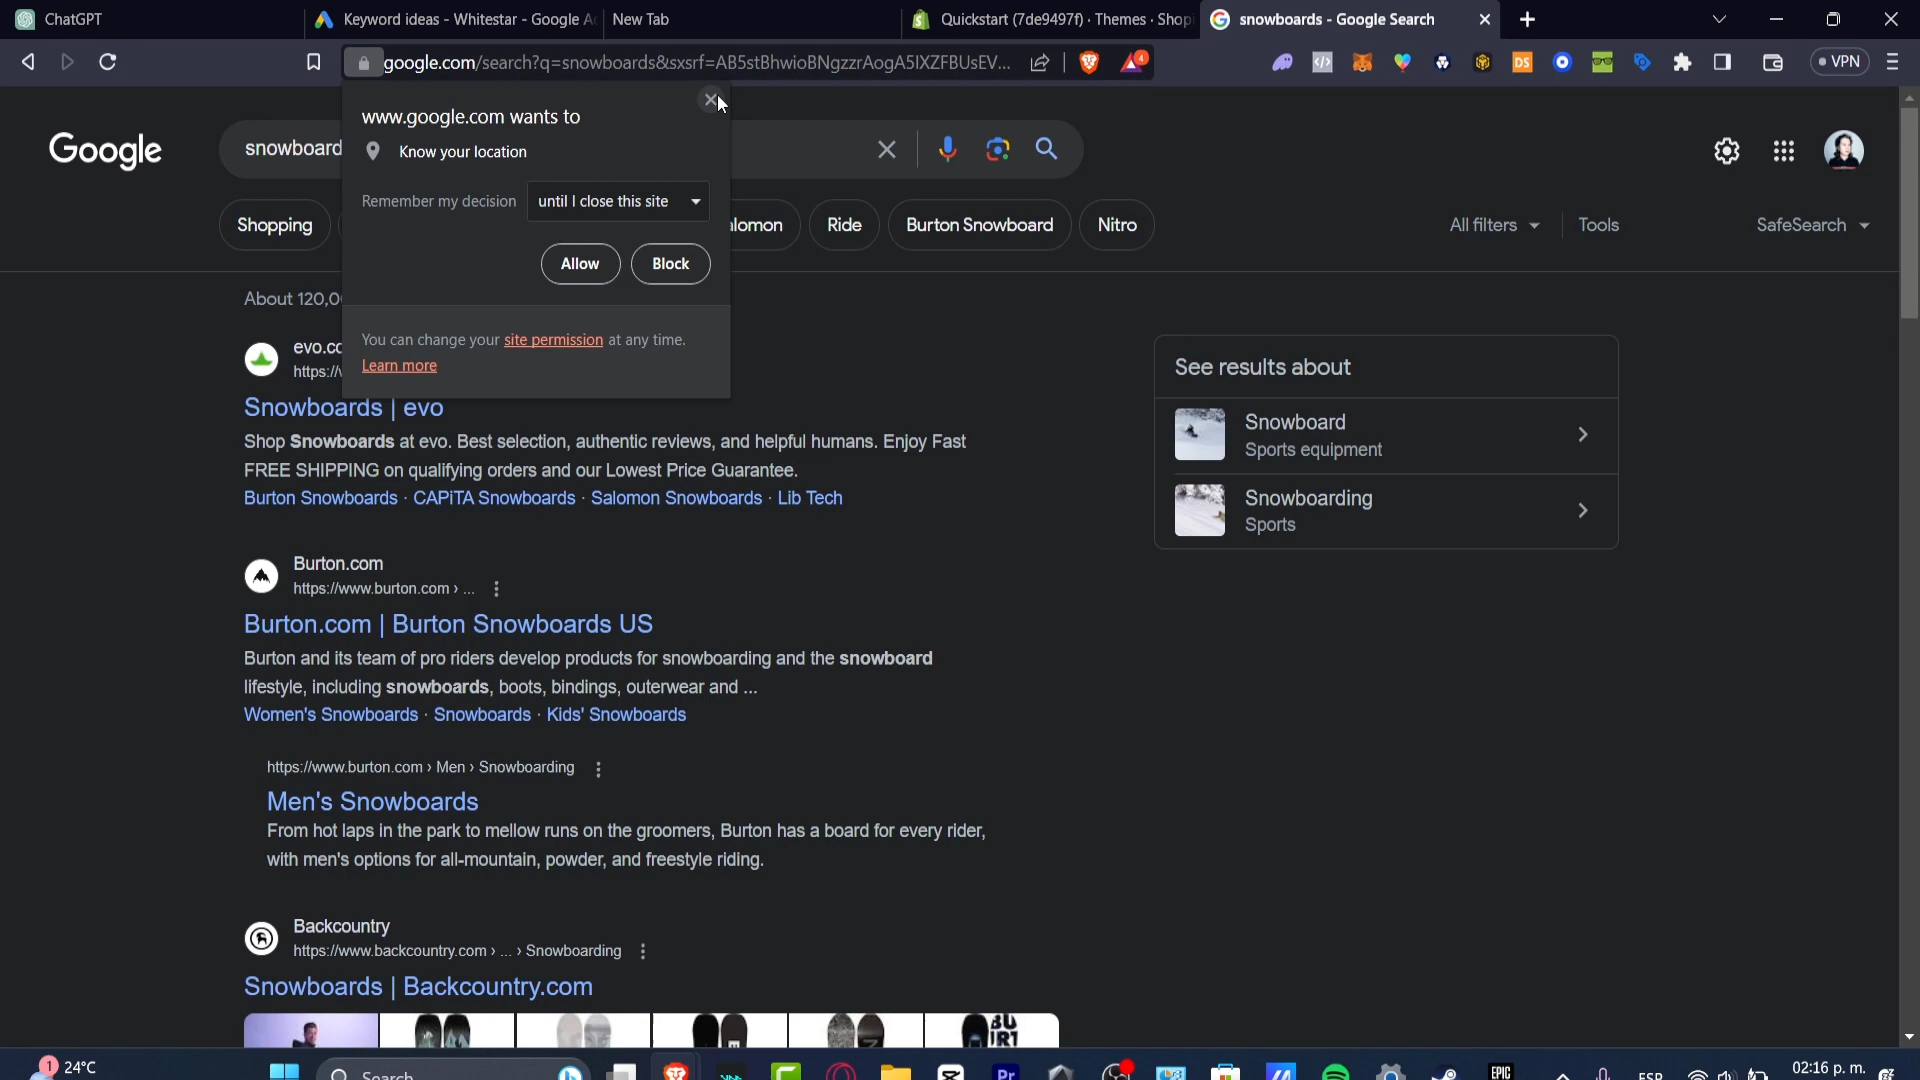 ChatGPT
Keyword ideas - Whitestar - Google A
New Tab
Quickstart (7de9497f) · Themes · Shopi
snowboards - Google Search
google.com/search?q=snowboards&sxsrf=AB5stBhwioBNgzzrAogA5IXZFBUsEV...
4
DS
VPN
www.google.com wants to
Know your location
Remember my decision
until I close this site
Allow
Block
You can change your site permission at any time.
Learn more
Google
snowboard
Shopping
alomon
Ride
Burton Snowboard
Nitro
All filters
Tools
SafeSearch
About 120,0
evo.co
https://
Snowboards | evo
Shop Snowboards at evo. Best selection, authentic reviews, and helpful humans. Enjoy Fast
FREE SHIPPING on qualifying orders and our Lowest Price Guarantee.
Burton Snowboards · CAPiTA Snowboards · Salomon Snowboards · Lib Tech
See results about
Snowboard
Sports equipment
Snowboarding
Sports
Burton.com
https://www.burton.com › ...
Burton.com | Burton Snowboards US
Burton and its team of pro riders develop products for snowboarding and the snowboard
lifestyle, including snowboards, boots, bindings, outerwear and ...
Women's Snowboards · Snowboards · Kids' Snowboards
https://www.burton.com › Men › Snowboarding
Men's Snowboards
From hot laps in the park to mellow runs on the groomers, Burton has a board for every rider,
with men's options for all-mountain, powder, and freestyle riding.
Backcountry
https://www.backcountry.com › ... › Snowboarding
Snowboards | Backcountry.com
1
24°C
Search
Pr
EPIC
ESP
02:16 p. m.